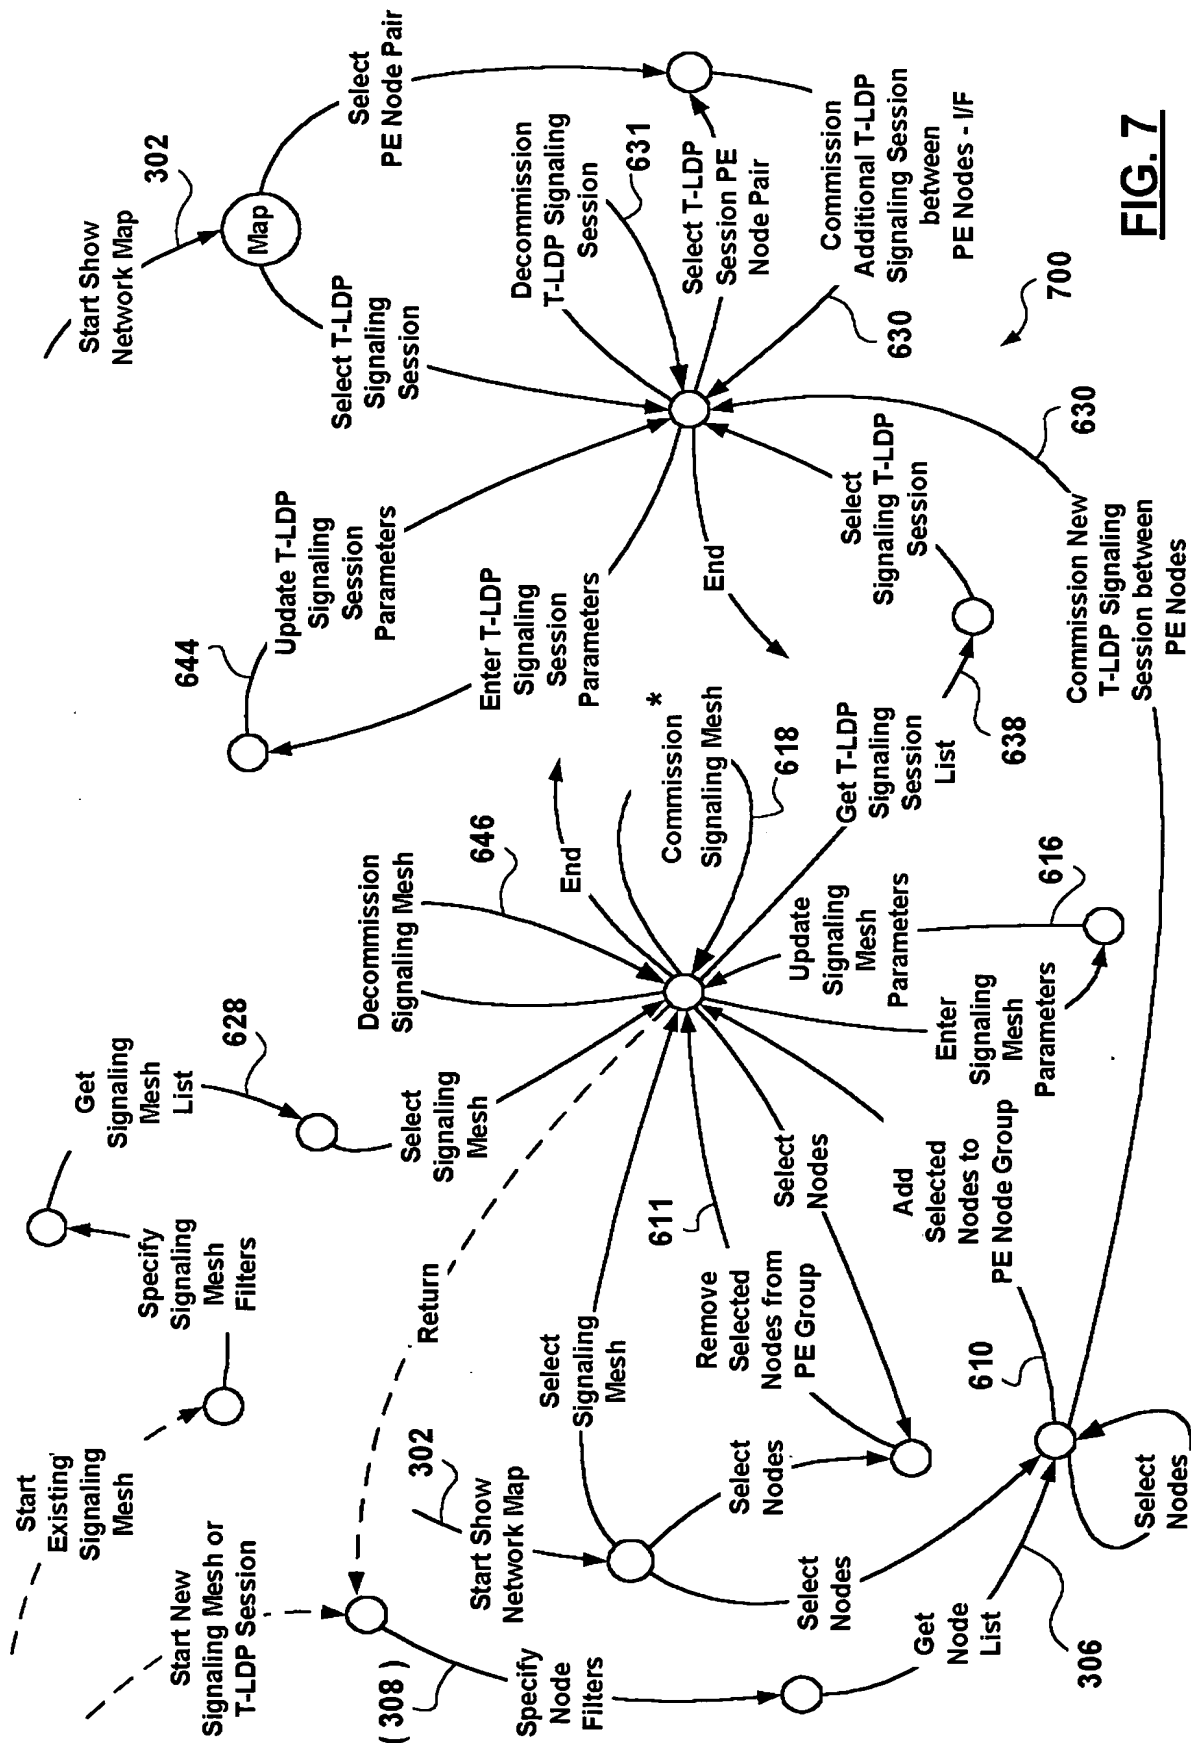 Start
Existing'
Signaling
Mesh
Specify
Signaling
Mesh
Filters
Get
Signaling
Mesh
List
628
Select
Signaling
Mesh
Start New
Signaling Mesh or
T-LDP Session
( 308 )
Specify
Node
Filters
Get
Node
List
306
Return
302
Start Show
Network Map
Select
Signaling
Mesh
Select
Nodes
Select
Nodes
Select
Nodes
Remove
Selected
Nodes from
PE Group
611
Select
Nodes
Add
Selected
Nodes to
PE Node Group
610
Decommission
Signaling Mesh
646
End
Commission *
Signaling Mesh
618
Get T-LDP
Signaling
Session
List
638
Update
Signaling
Mesh
Parameters
616
Enter
Signaling
Mesh
Parameters
Select
Signaling T-LDP
Session
Commission New
T-LDP Signaling
Session between
PE Nodes
630
644
Update T-LDP
Signaling
Session
Parameters
Enter T-LDP
Signaling
Session
Parameters
End
Start Show
Network Map
302
Map
Select
PE Node Pair
Select T-LDP
Signaling
Session
Decommission
T-LDP Signaling
Session
631
Select T-LDP
Session PE
Node Pair
Commission
Additional T-LDP
Signaling Session
between
PE Nodes - I/F
630
700
FIG. 7